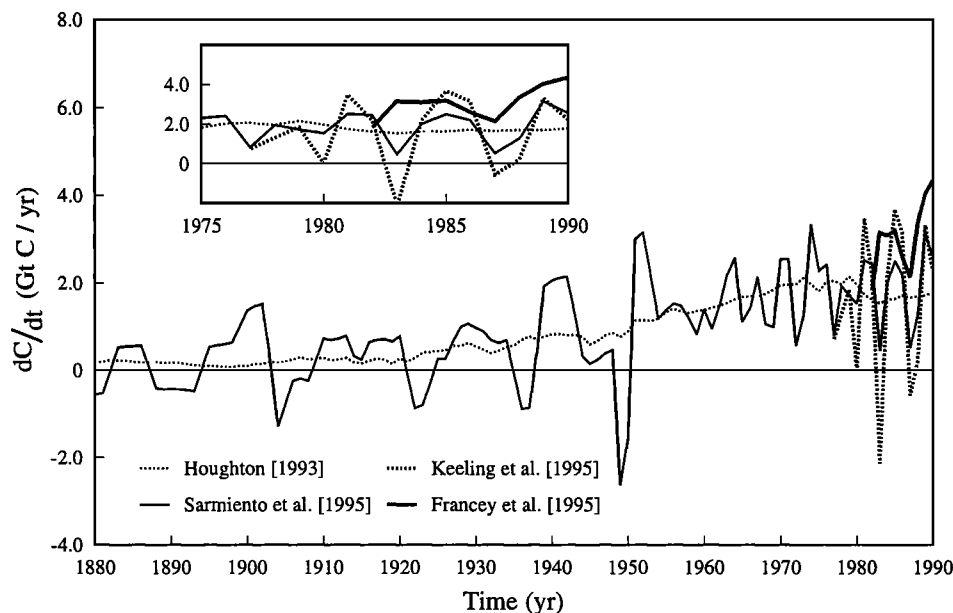 8.0
6.0
4.0
2.0
0
-2.0
-4.0
dC/dt (Gt C / yr)
4.0
2.0
0
1975 1980 1985 1990
Houghton [1993] Keeling et al. [1995]
Sarmiento et al. [1995] Francey et al. [1995]
1880 1890 1900 1910 1920 1930 1940 1950 1960 1970 1980 1990
Time (yr)